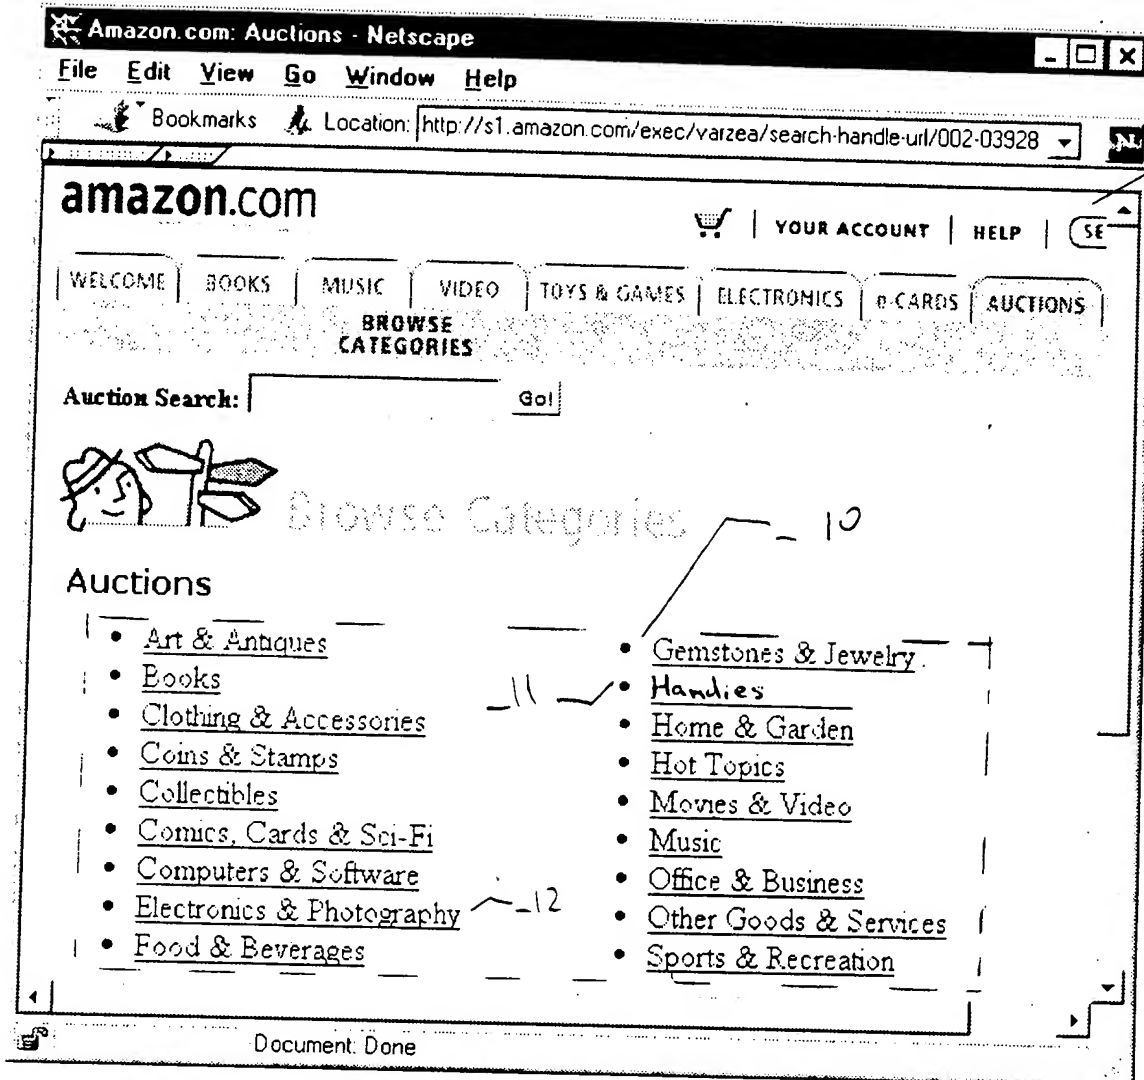 Amazon.com: Auctions - Netscape
File Edit View Go Window Help
Bookmarks Location: http://s1.amazon.com/exec/varzea/search-handle-url/002-03928
amazon.com
YOUR ACCOUNT | HELP | SE
WELCOME BOOKS MUSIC VIDEO TOYS & GAMES ELECTRONICS e-CARDS AUCTIONS
BROWSE
CATEGORIES
Auction Search: Go!
Browse Categories
10
Auctions
• Art & Antiques
• Books
• Clothing & Accessories
• Coins & Stamps
• Collectibles
• Comics, Cards & Sci-Fi
• Computers & Software
• Electronics & Photography 12
• Food & Beverages
• Gemstones & Jewelry
11 • Handies
• Home & Garden
• Hot Topics
• Movies & Video
• Music
• Office & Business
• Other Goods & Services
• Sports & Recreation
Document: Done